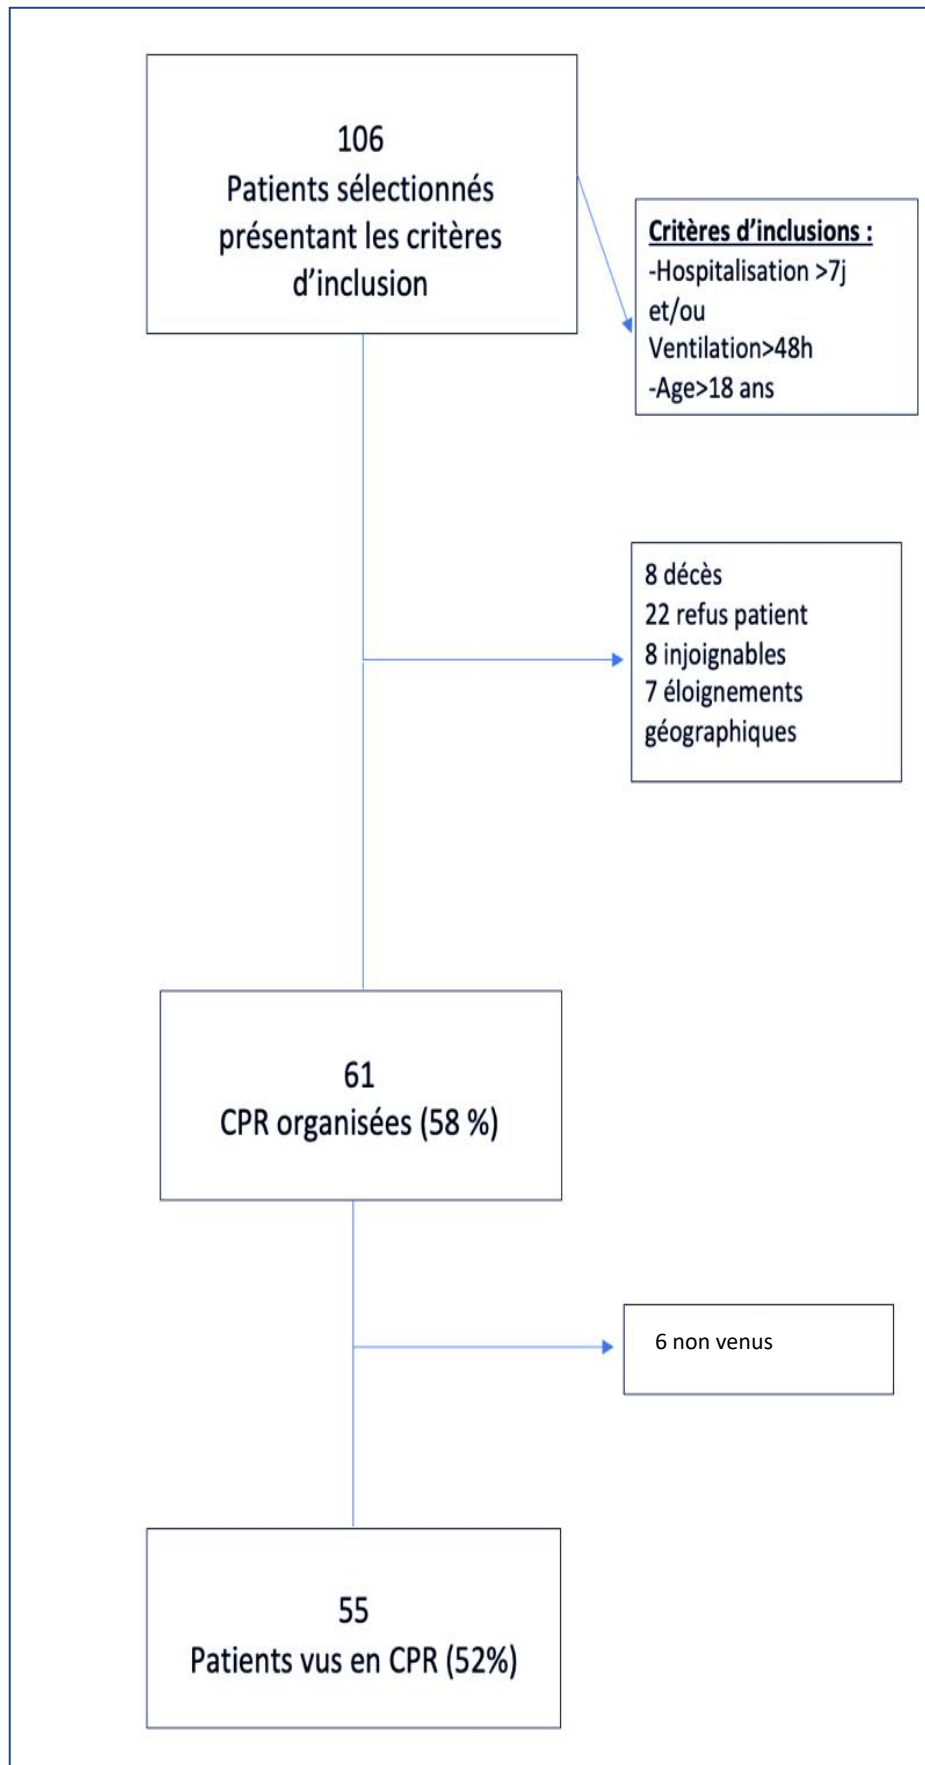 106
Patients sélectionnés
présentant les critères
d'inclusion
Critères d'inclusions :
-Hospitalisation >7j
et/ou
Ventilation>48h
-Age>18 ans
8 décès
22 refus patient
8 injoignables
7 éloignements
géographiques
61
CPR organisées (58 %)
6 non venus
55
Patients vus en CPR (52%)